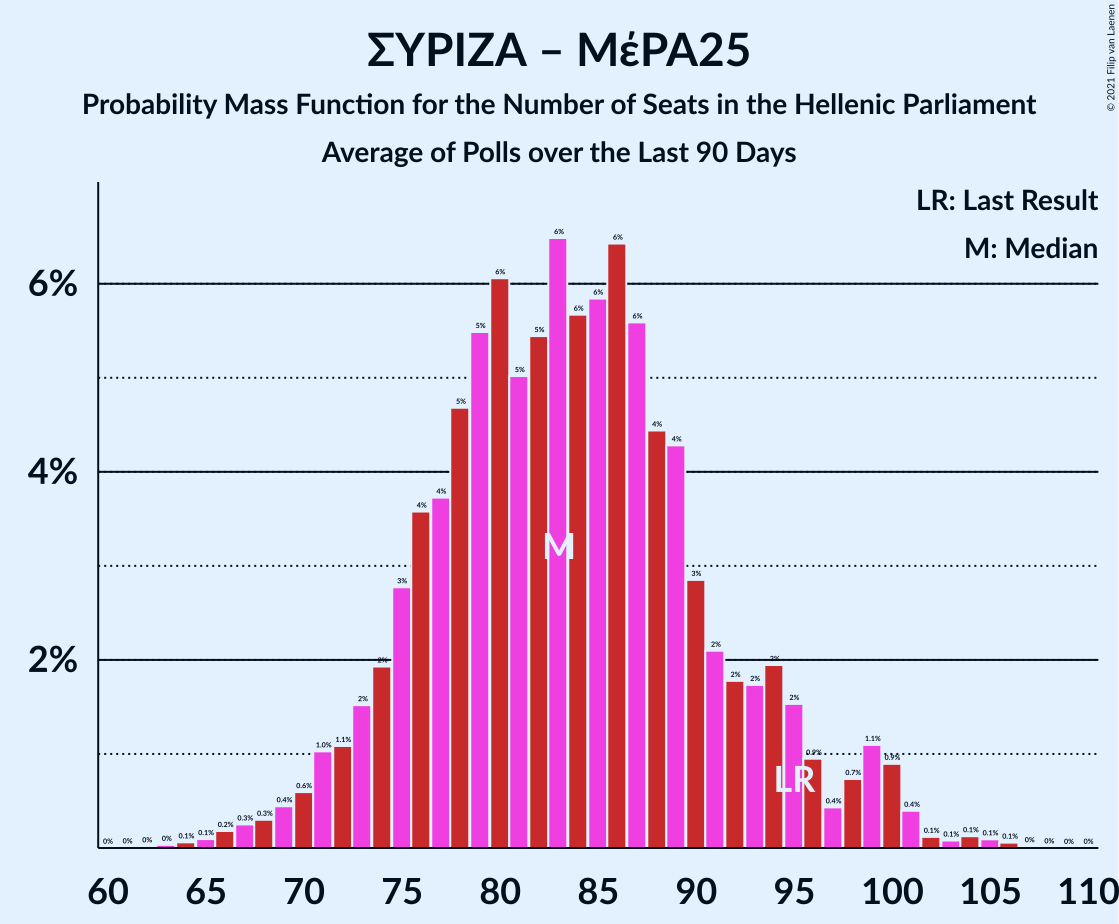 ΣΥΡΙΖΑ – ΜέΡΑ25
Probability Mass Function for the Number of Seats in the Hellenic Parliament
Average of Polls over the Last 90 Days
© 2021 Filip van Laenen
LR: Last Result
M: Median
6%
4%
2%
0% 0% 0% 0% 0.1% 0.1% 0.2% 0.3% 0.3% 0.4% 0.6% 1.0% 1.1% 2% 2% 3% 4% 4% 5% 5% 6% 5% 5% 6% 6% 6% 6% 6% 4% 4% 3% 2% 2% 2% 2% 2% 0.9% 0.4% 0.7% 1.1% 0.9% 0.4% 0.1% 0.1% 0.1% 0.1% 0.1% 0% 0% 0% 0%
M
LR
60 65 70 75 80 85 90 95 100 105 110